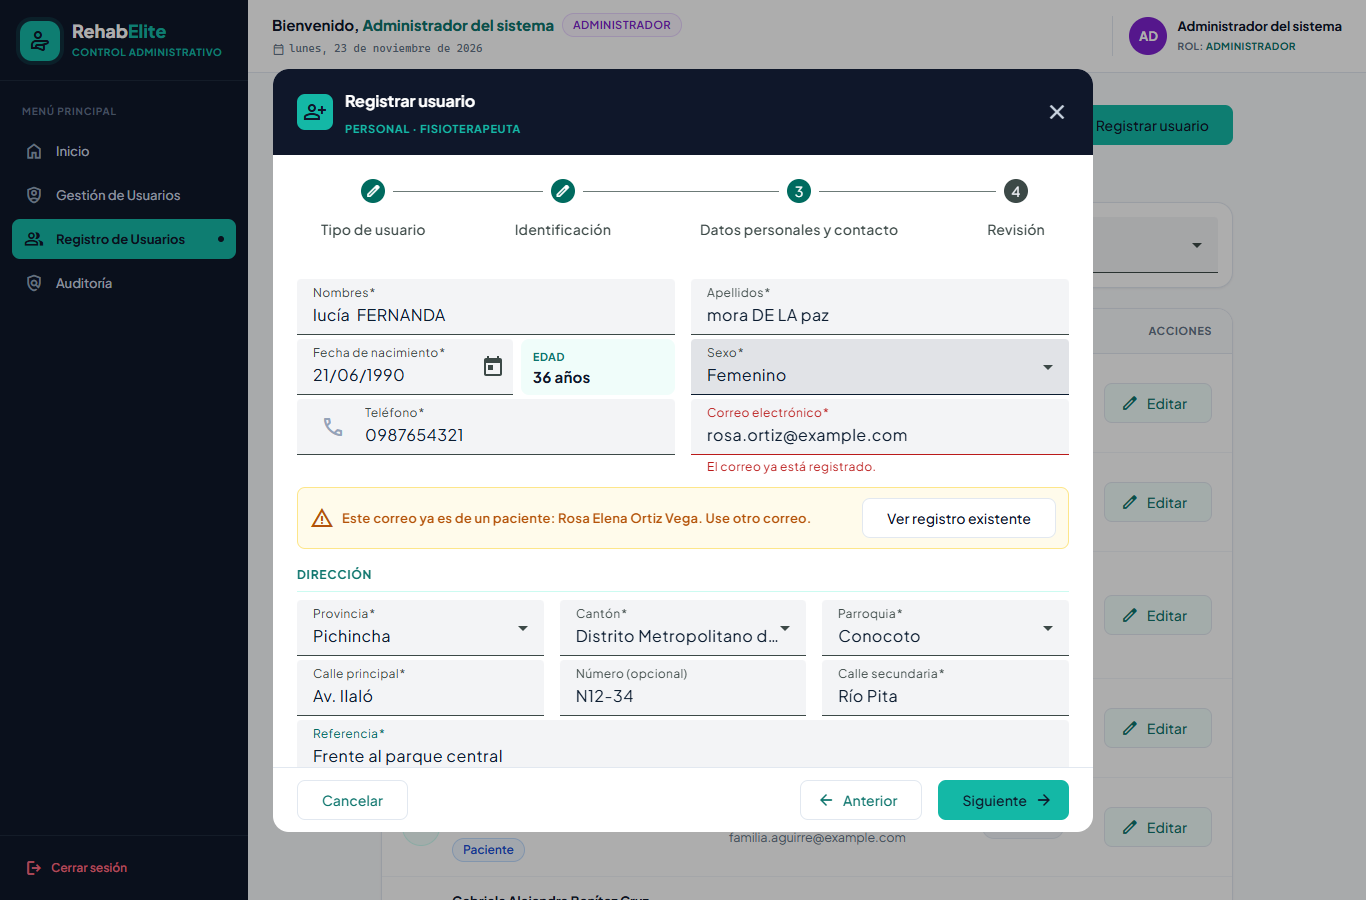 RehabElite
CONTROL ADMINISTRATIVO
MENÚ PRINCIPAL
Inicio
Gestión de Usuarios
Registro de Usuarios
Auditoría
Cerrar sesión
Bienvenido, Administrador del sistema
ADMINISTRADOR
lunes, 23 de noviembre de 2026
AD
Administrador del sistema
ROL: ADMINISTRADOR
Registrar usuario
ACCIONES
Editar
Editar
Editar
Editar
Editar
Registrar usuario
PERSONAL · FISIOTERAPEUTA
3
4
Tipo de usuario
Identificación
Datos personales y contacto
Revisión
Nombres*
lucía  FERNANDA
Apellidos*
mora DE LA paz
Fecha de nacimiento*
21/06/1990
EDAD
36 años
Sexo*
Femenino
Teléfono*
0987654321
Correo electrónico*
rosa.ortiz@example.com
El correo ya está registrado.
Este correo ya es de un paciente: Rosa Elena Ortiz Vega. Use otro correo.
Ver registro existente
DIRECCIÓN
Provincia*
Pichincha
Cantón*
Distrito Metropolitano d...
Parroquia*
Conocoto
Calle principal*
Av. Ilaló
Número (opcional)
N12-34
Calle secundaria*
Río Pita
Referencia*
Frente al parque central
Cancelar
Anterior
Siguiente
familia.aguirre@example.com
Paciente